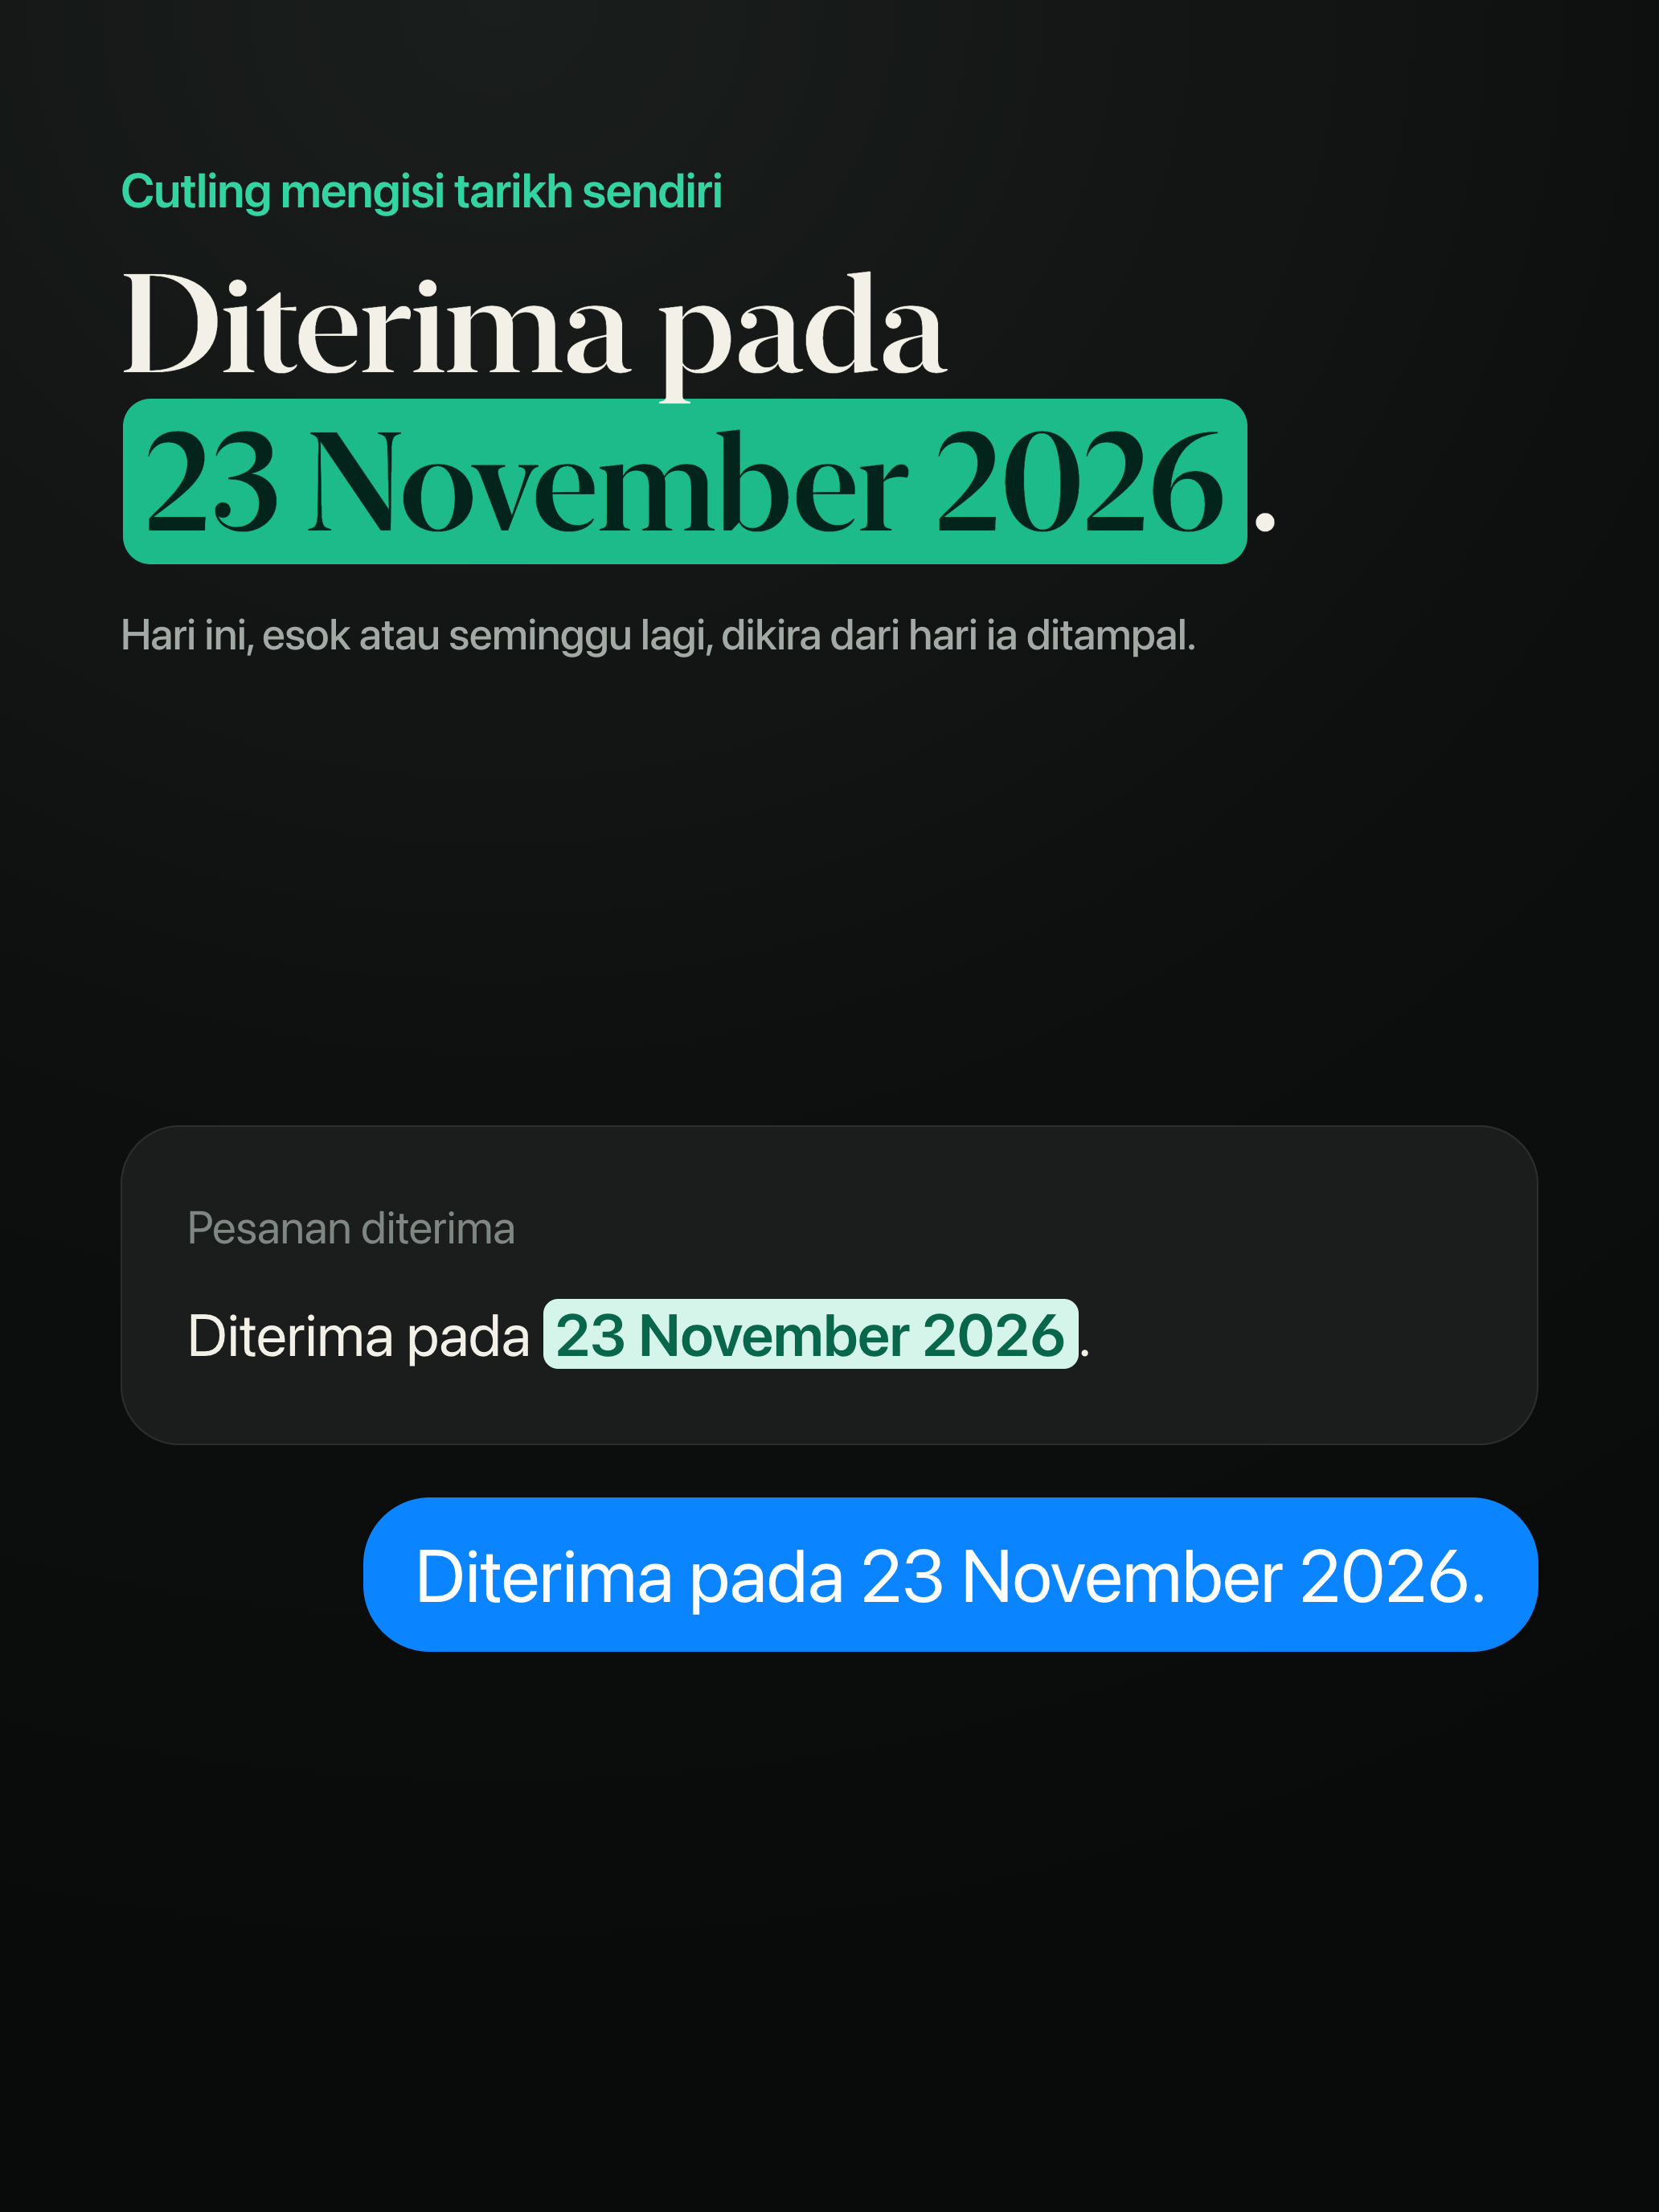 Cutling mengisi tarikh sendiri
Diterima pada
23 November 2026.
Hari ini, esok atau seminggu lagi, dikira dari hari ia ditampal.
Pesanan diterima
Diterima pada 23 November 2026.
Diterima pada 23 November 2026.